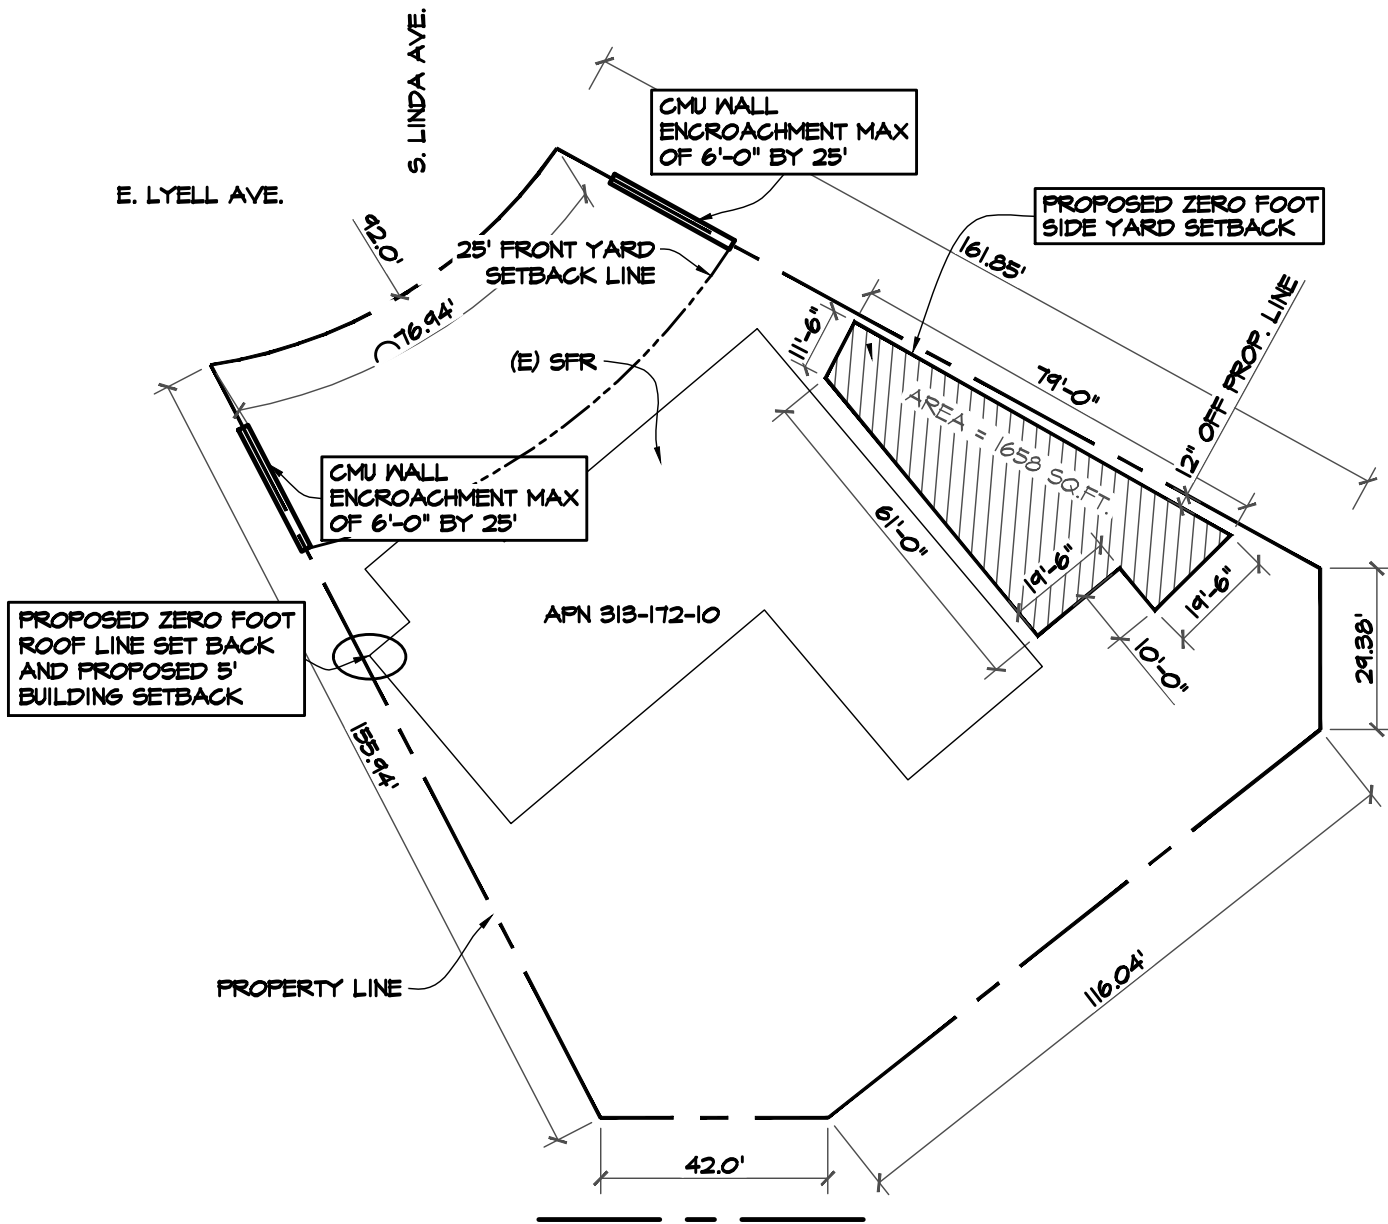 S. LINDA AVE.
E. LYELL AVE.
CMU WALL
ENCROACHMENT MAX
OF 6'-0" BY 25'
PROPOSED ZERO FOOT
SIDE YARD SETBACK
161.85'
92.0'
25' FRONT YARD
SETBACK LINE
76.94'
(E) SFR
11'-6"
79'-0"
12" OFF PROP. LINE
AREA = 1658 SQ.FT.
CMU WALL
ENCROACHMENT MAX
OF 6'-0" BY 25'
61'-0"
19'-6"
19'-6"
10'-0"
29.38'
APN 313-172-10
PROPOSED ZERO FOOT
ROOF LINE SET BACK
AND PROPOSED 5'
BUILDING SETBACK
155.94'
PROPERTY LINE
116.04'
42.0'